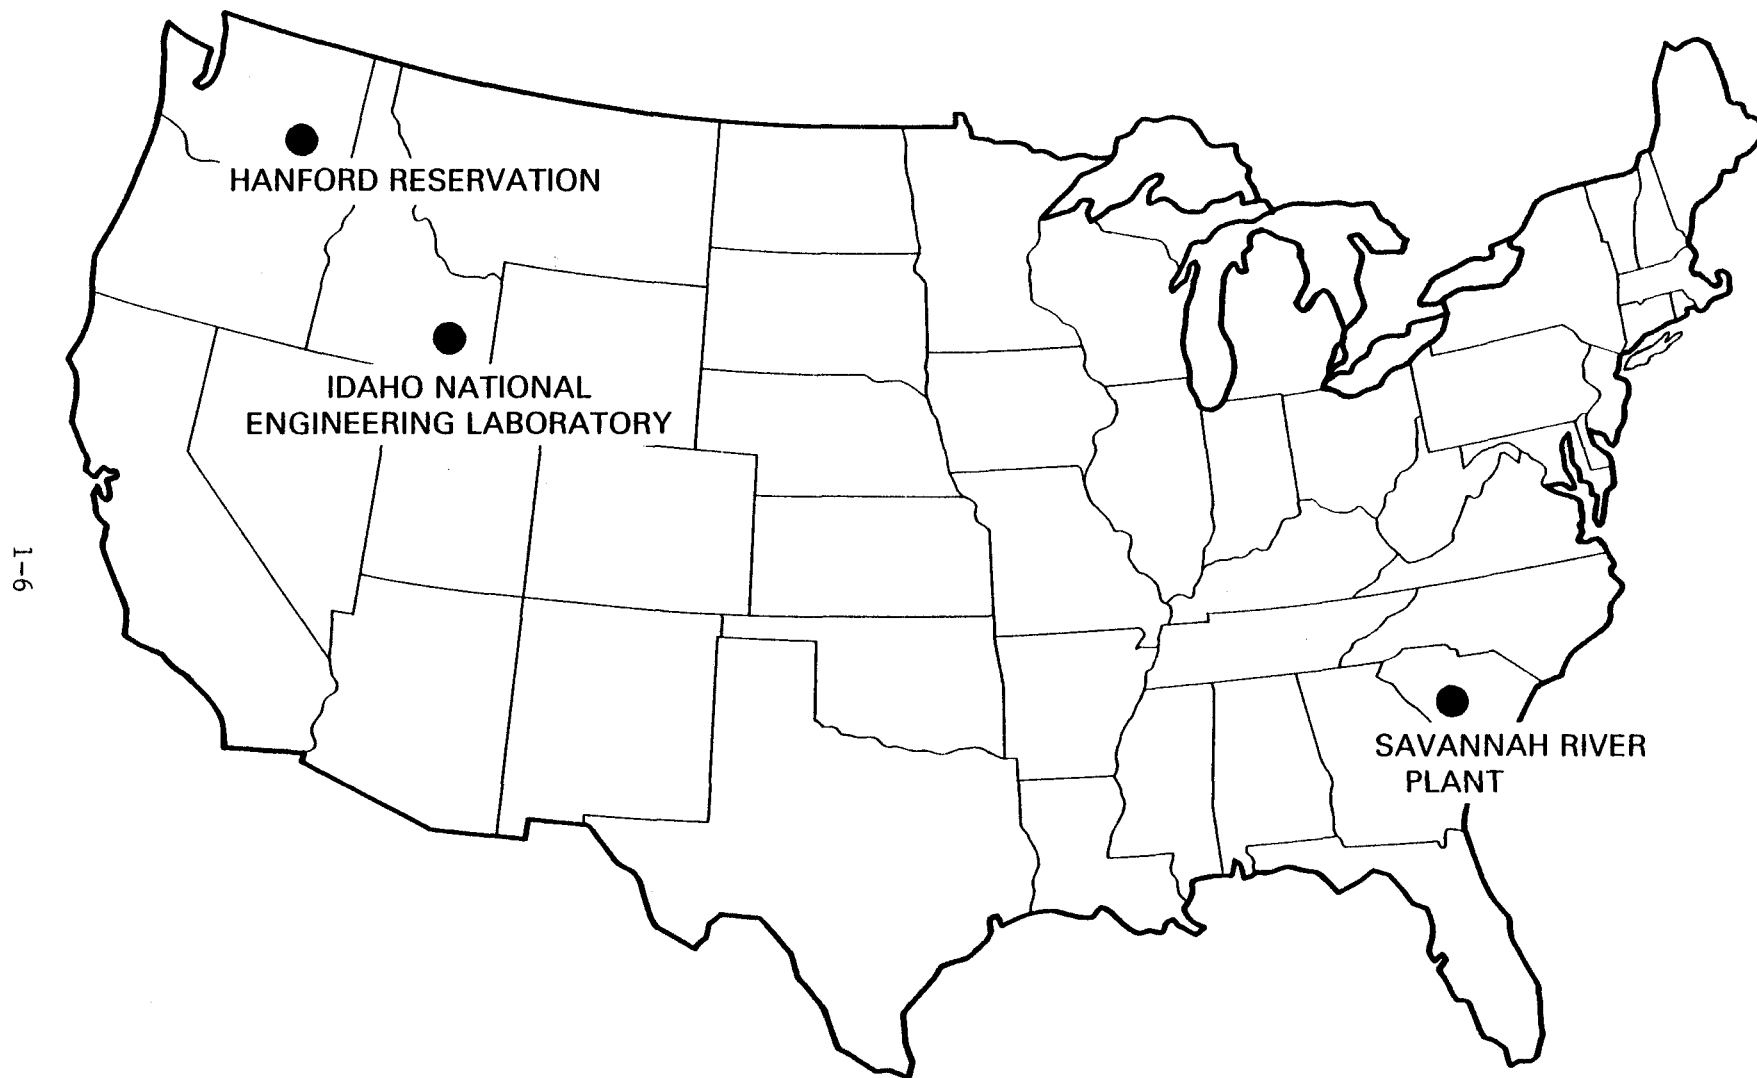 HANFORD RESERVATION
IDAHO NATIONAL
ENGINEERING LABORATORY
1-6
SAVANNAH RIVER
PLANT